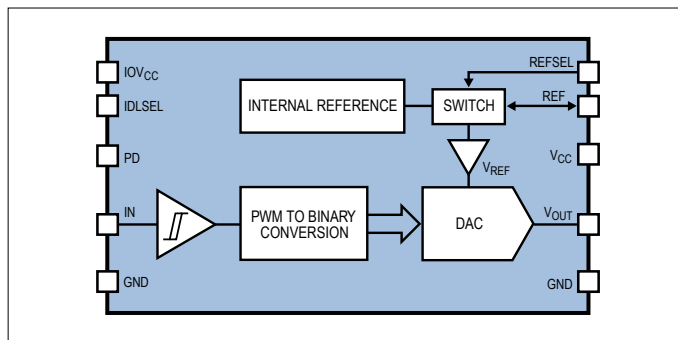 IOVCC
IDLSEL
PD
IN
GND
INTERNAL REFERENCE
SWITCH
VREF
PWM TO BINARY
CONVERSION
DAC
REFSEL
REF
VCC
VOUT
GND